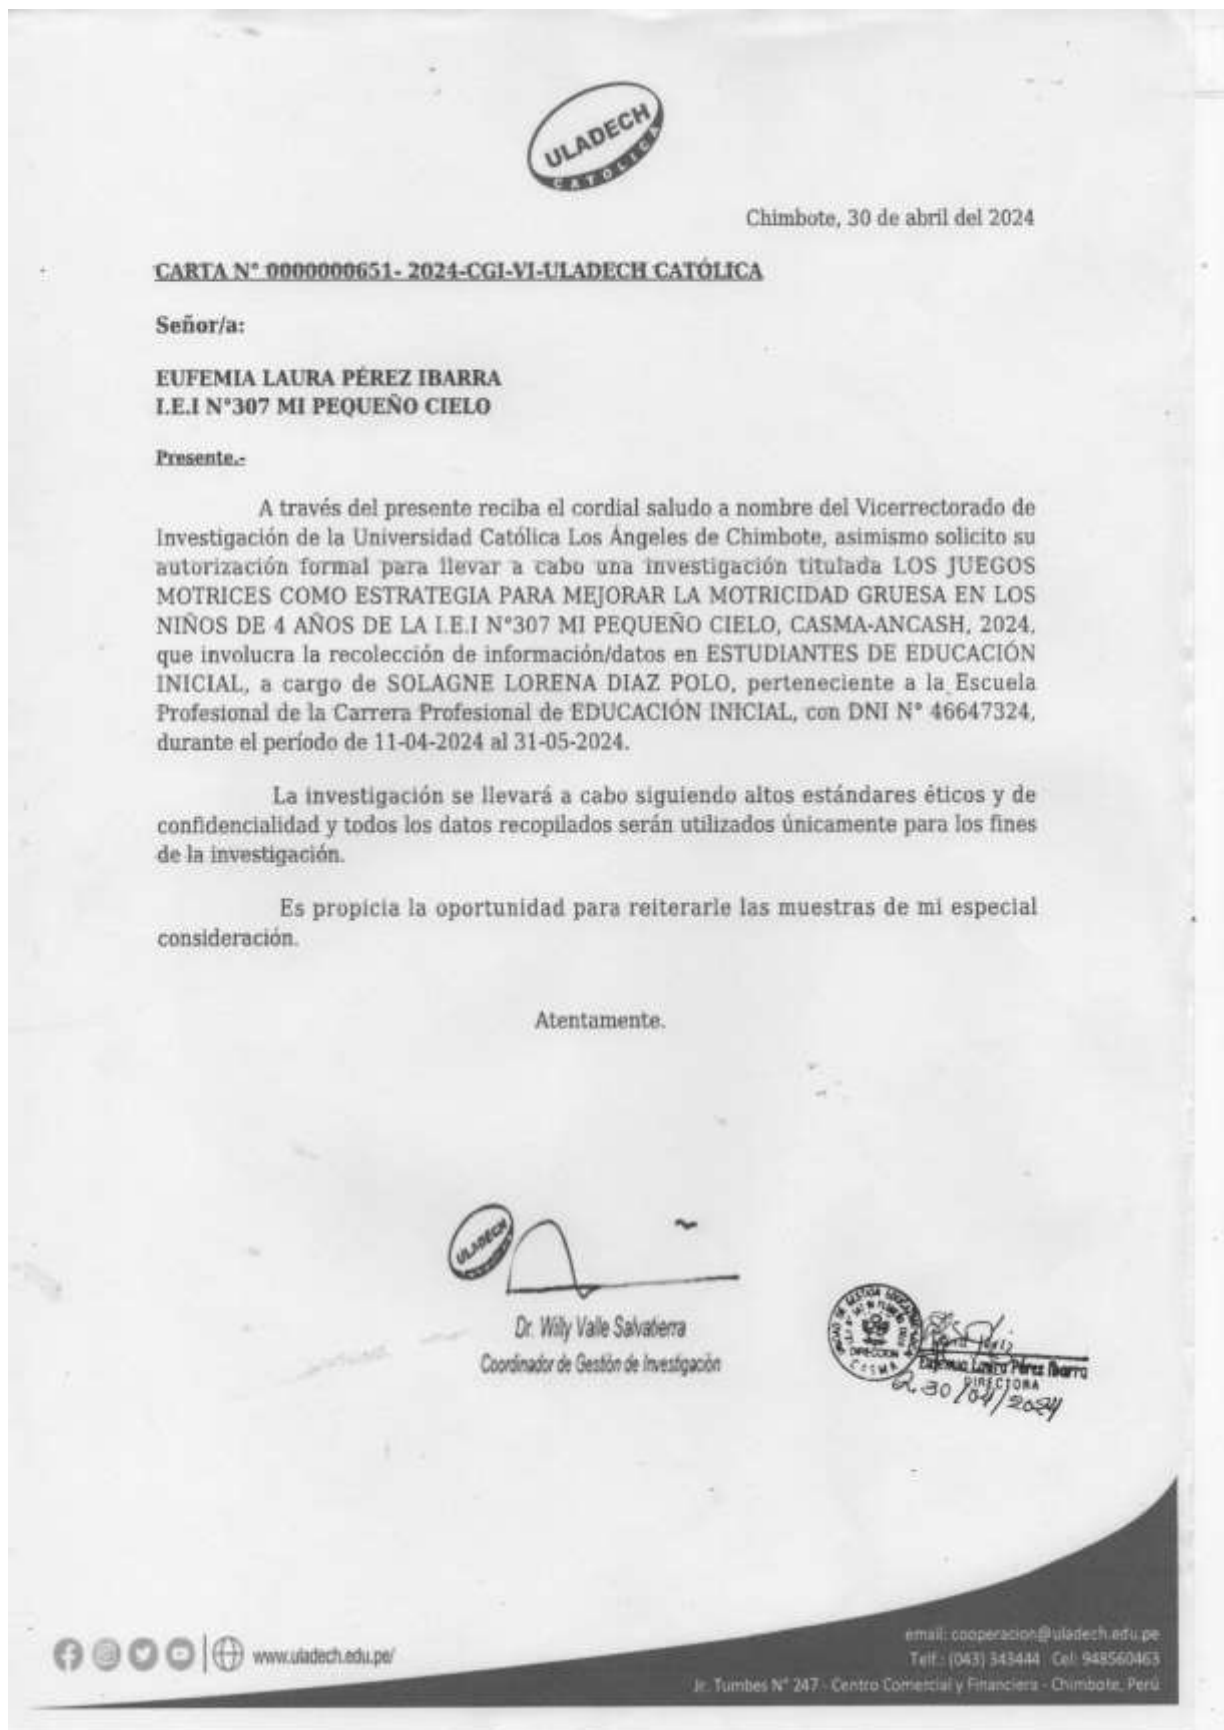 ULADECH
CATOLICA
Chimbote, 30 de abril del 2024
CARTA N° 0000000651- 2024-CGI-VI-ULADECH CATÓLICA
Señor/a:
EUFEMIA LAURA PÉREZ IBARRA
I.E.I N°307 MI PEQUEÑO CIELO
Presente.-
A través del presente reciba el cordial saludo a nombre del Vicerrectorado de
Investigación de la Universidad Católica Los Ángeles de Chimbote, asimismo solicito su
autorización formal para llevar a cabo una investigación titulada LOS JUEGOS
MOTRICES COMO ESTRATEGIA PARA MEJORAR LA MOTRICIDAD GRUESA EN LOS
NIÑOS DE 4 AÑOS DE LA I.E.I N°307 MI PEQUEÑO CIELO, CASMA-ANCASH, 2024,
que involucra la recolección de información/datos en ESTUDIANTES DE EDUCACIÓN
INICIAL, a cargo de SOLAGNE LORENA DIAZ POLO, perteneciente a la Escuela
Profesional de la Carrera Profesional de EDUCACIÓN INICIAL, con DNI N° 46647324,
durante el período de 11-04-2024 al 31-05-2024.
La investigación se llevará a cabo siguiendo altos estándares éticos y de
confidencialidad y todos los datos recopilados serán utilizados únicamente para los fines
de la investigación.
Es propicia la oportunidad para reiterarle las muestras de mi especial
consideración.
Atentamente.
ULADECH
Dr. Willy Valle Salvatierra
Coordinador de Gestión de Investigación
DIRECCION
CASMA
Eufemia Laura Pérez Ibarra
DIRECTORA
30/04/2024
www.uladech.edu.pe/
email: cooperacion@uladech.edu.pe
Telf.: (043) 343444 Cel: 948560463
Jr. Tumbes N° 247 - Centro Comercial y Financiera - Chimbote, Perú